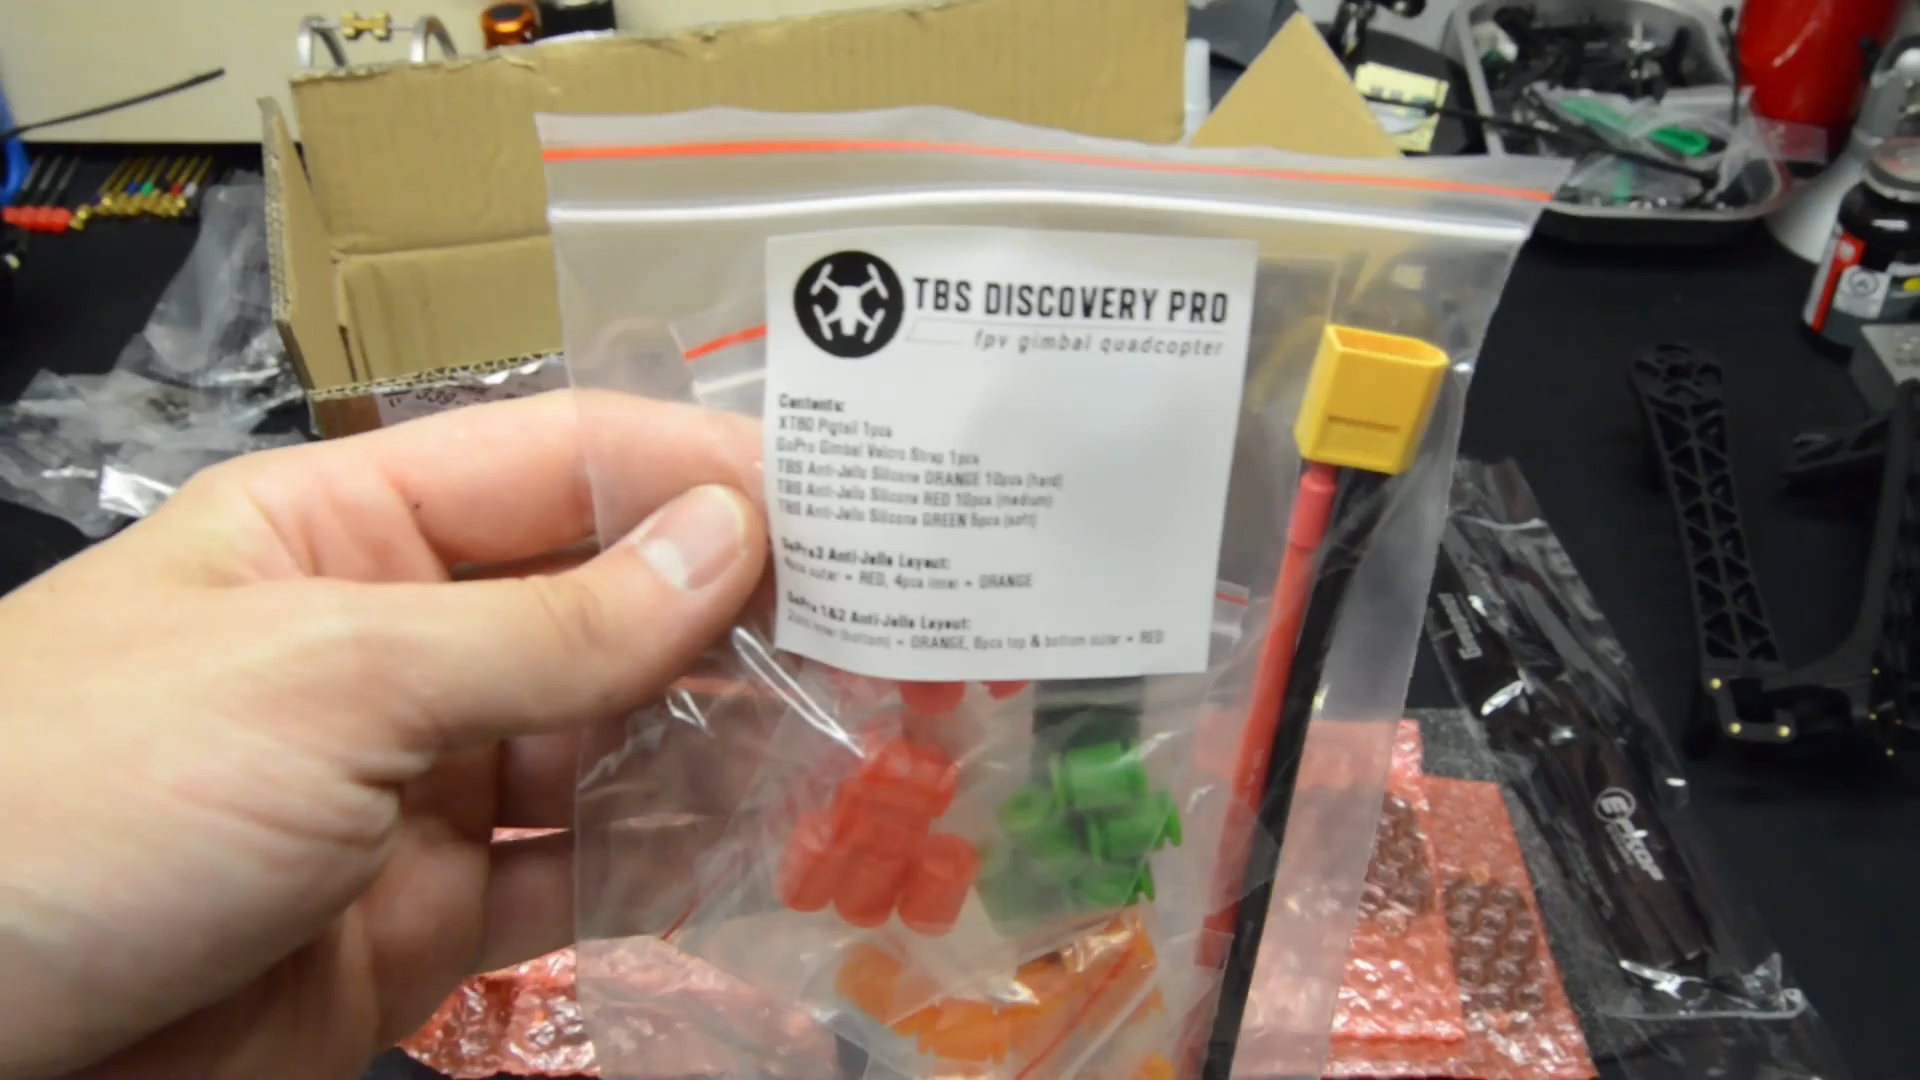 TBS DISCOVERY PRO
fpv gimbal quadcopter
Contents:
XT60 Pigtail 1pcs
GoPro Gimbal Velcro Strap 1pcs
TBS Anti-Jello Silicone ORANGE 10pcs (hard)
TBS Anti-Jello Silicone RED 10pcs (medium)
TBS Anti-Jello Silicone GREEN 5pcs (soft)
GoPro3 Anti-Jello Layout:
4pcs outer = RED, 4pcs inner = ORANGE
GoPro 1&2 Anti-Jello Layout:
inner (bottom) = ORANGE, 6pcs top & bottom outer = RED